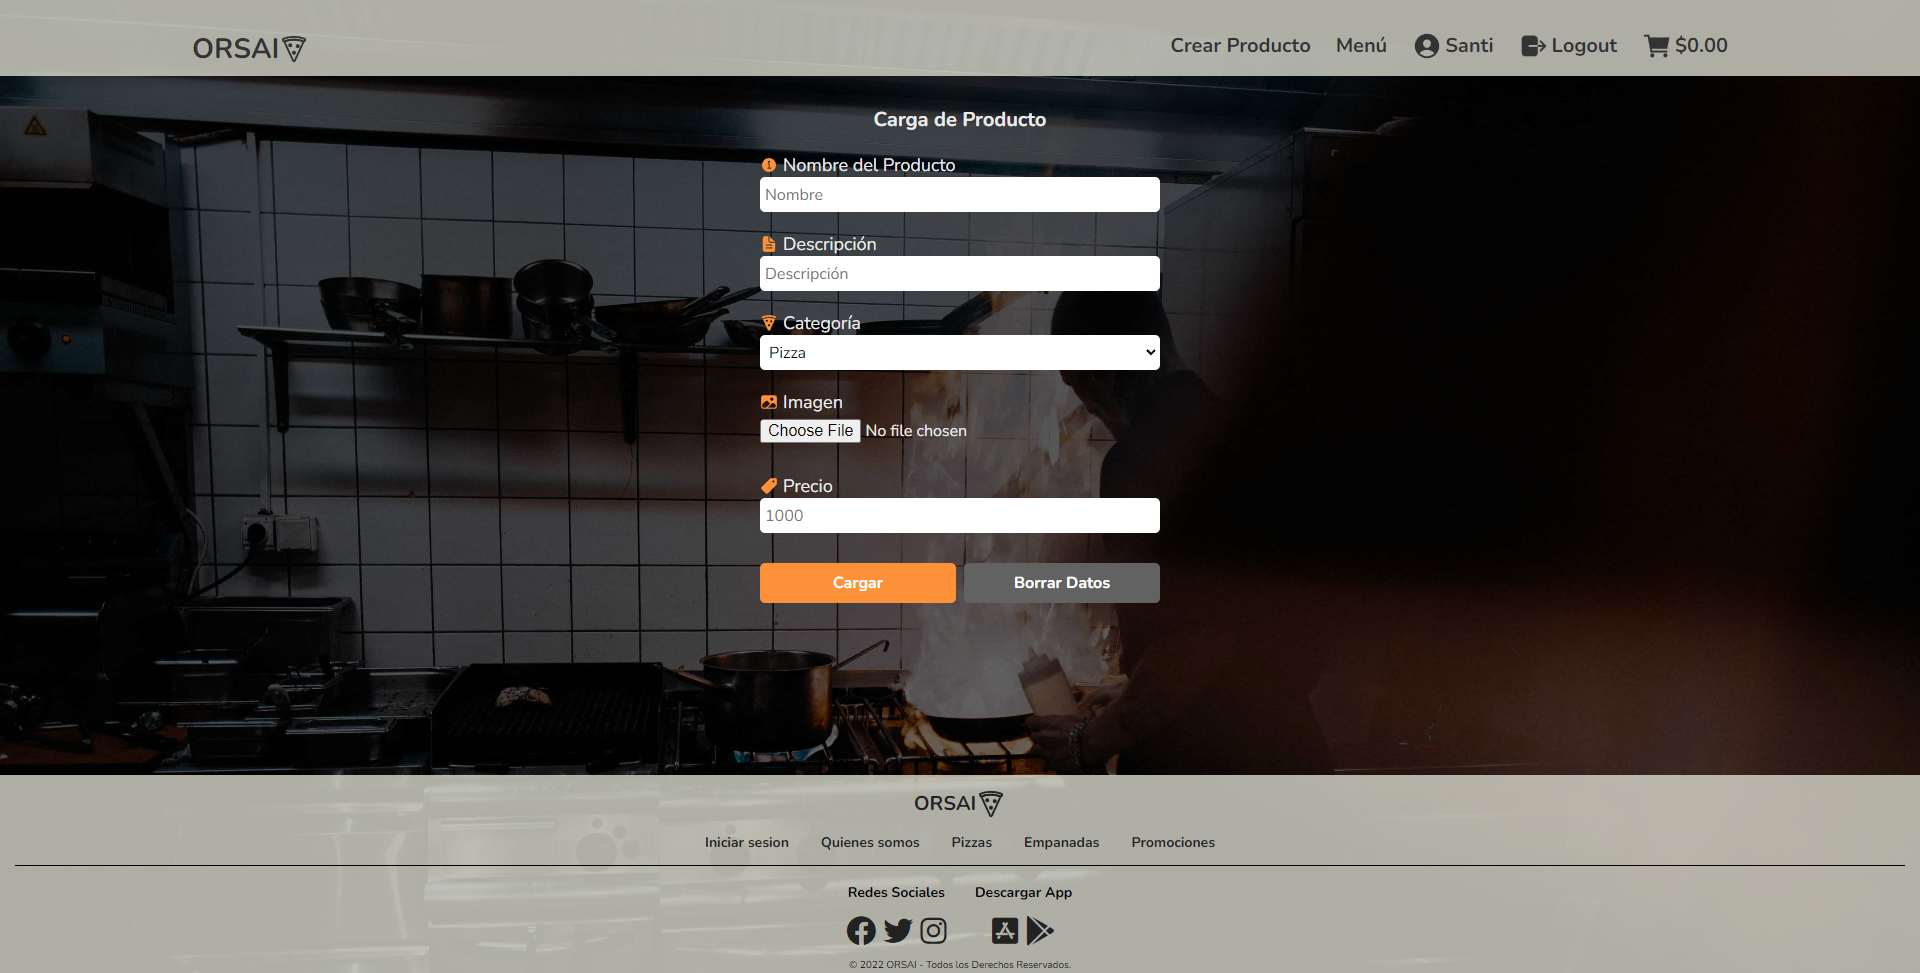 ORSAI
Crear Producto Menú Santi Logout $0.00
Carga de Producto
Nombre del Producto
Nombre
Descripción
Descripción
Categoría
Pizza
Imagen
Choose File No file chosen
Precio
1000
Cargar Borrar Datos
ORSAI
Iniciar sesion Quienes somos Pizzas Empanadas Promociones
Redes Sociales Descargar App
© 2022 ORSAI - Todos los Derechos Reservados.